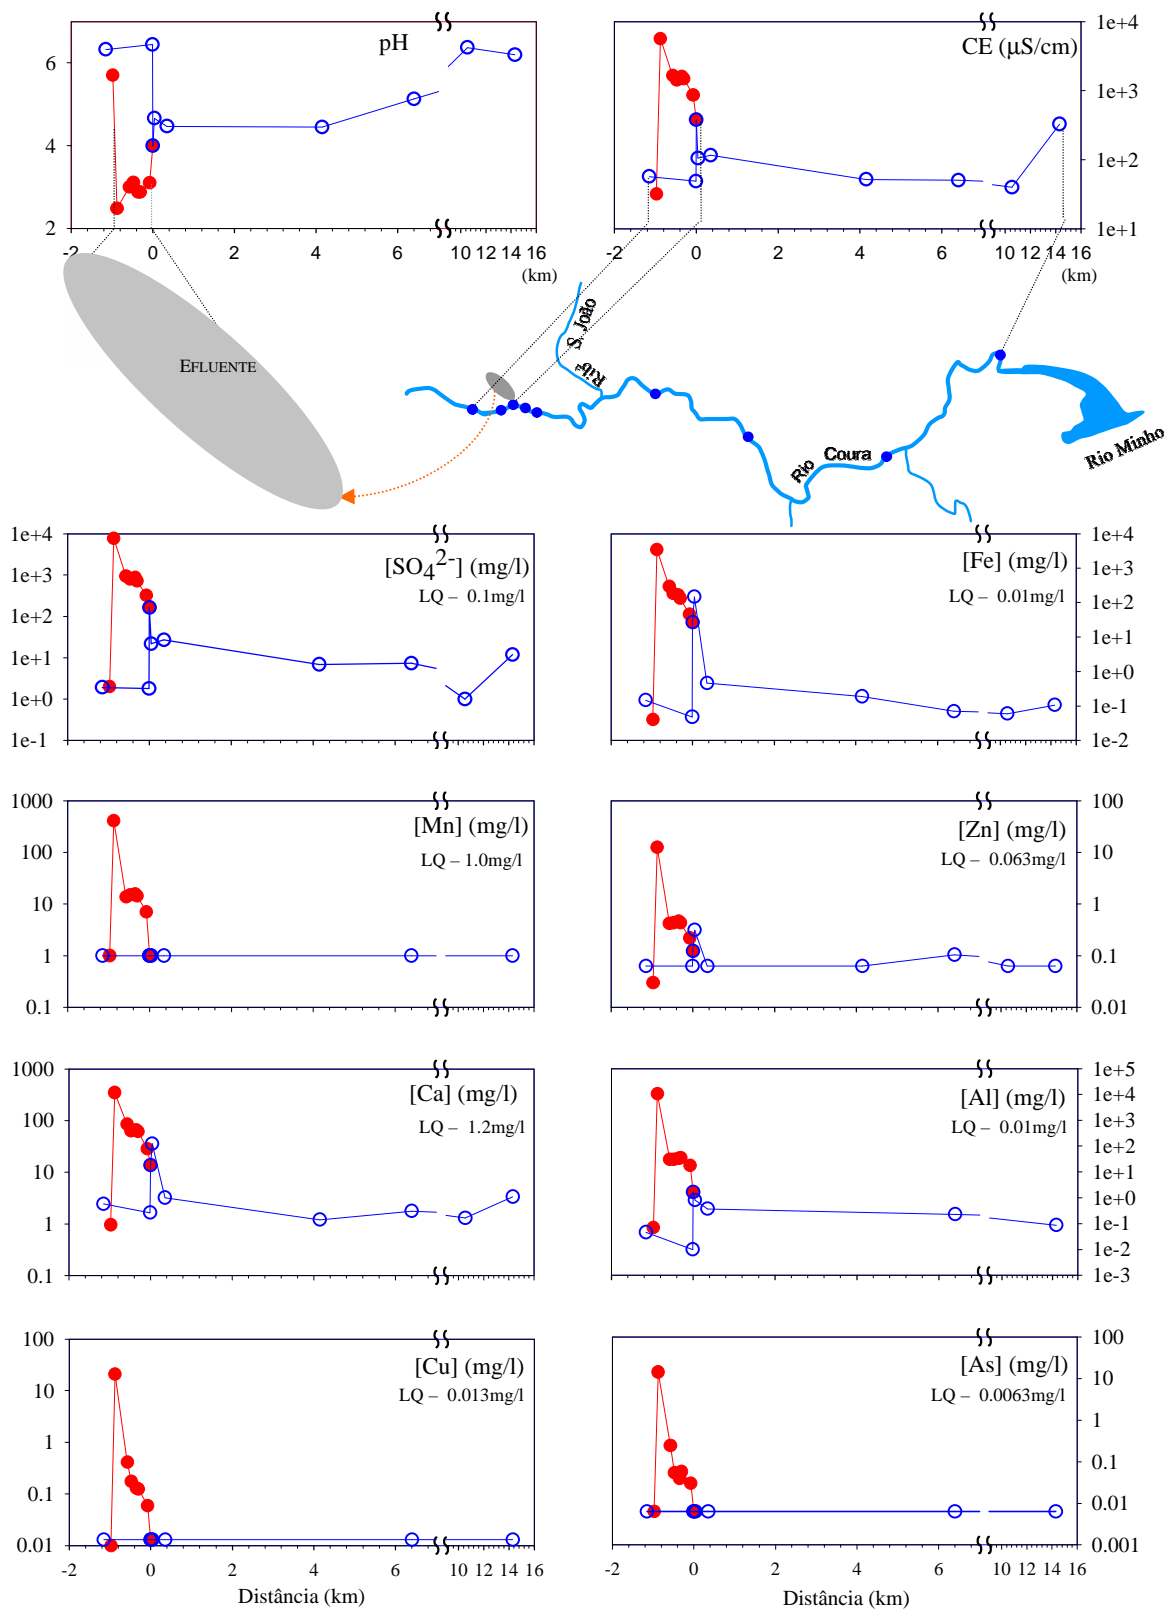 pH
6
4
2
-2 0 2 4 6 10 12 14 16
(km)
CE (µS/cm)
1e+4
1e+3
1e+2
1e+1
-2 0 2 4 6 8 10 12 14 16
(km)
EFLUENTE
Ribª S. João
Rio Coura
Rio Minho
[SO₄²⁻] (mg/l)
LQ – 0.1mg/l
1e+4
1e+3
1e+2
1e+1
1e+0
1e-1
[Fe] (mg/l)
LQ – 0.01mg/l
1e+4
1e+3
1e+2
1e+1
1e+0
1e-1
1e-2
[Mn] (mg/l)
LQ – 1.0mg/l
1000
100
10
1
0.1
[Zn] (mg/l)
LQ – 0.063mg/l
100
10
1
0.1
0.01
[Ca] (mg/l)
LQ – 1.2mg/l
1000
100
10
1
0.1
[Al] (mg/l)
LQ – 0.01mg/l
1e+5
1e+4
1e+3
1e+2
1e+1
1e+0
1e-1
1e-2
1e-3
[Cu] (mg/l)
LQ – 0.013mg/l
100
10
1
0.1
0.01
-2 0 2 4 6 10 12 14 16
Distância (km)
[As] (mg/l)
LQ – 0.0063mg/l
100
10
1
0.1
0.01
0.001
-2 0 2 4 6 8 10 12 14 16
Distância (km)